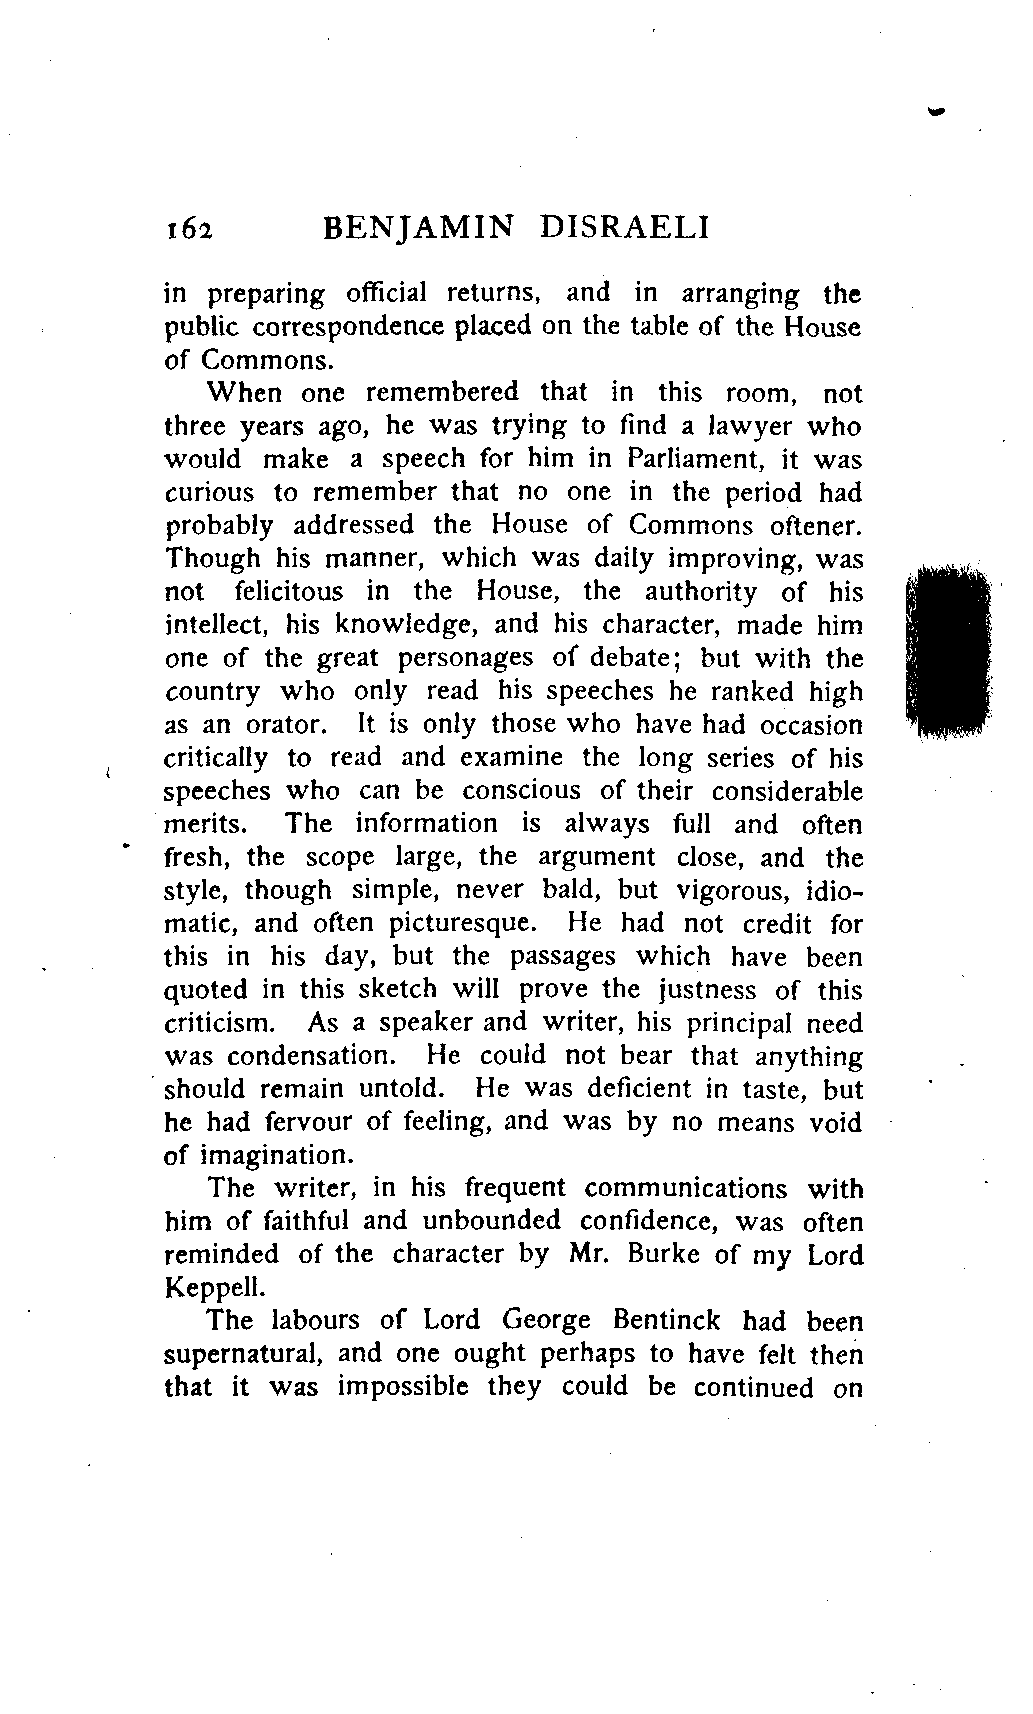 162 BENJAMIN DISRAELI
in preparing official returns, and in arranging the
public correspondence placed on the table of the House
of Commons.
When one remembered that in this room, not
three years ago, he was trying to find a lawyer who
would make a speech for him in Parliament, it was
curious to remember that no one in the period had
probably addressed the House of Commons oftener.
Though his manner, which was daily improving, was
not felicitous in the House, the authority of his
intellect, his knowledge, and his character, made him
one of the great personages of debate; but with the
country who only read his speeches he ranked high
as an orator. It is only those who have had occasion
critically to read and examine the long series of his
speeches who can be conscious of their considerable
merits. The information is always full and often
fresh, the scope large, the argument close, and the
style, though simple, never bald, but vigorous, idio-
matic, and often picturesque. He had not credit for
this in his day, but the passages which have been
quoted in this sketch will prove the justness of this
criticism. As a speaker and writer, his principal need
was condensation. He could not bear that anything
should remain untold. He was deficient in taste, but
he had fervour of feeling, and was by no means void
of imagination.
The writer, in his frequent communications with
him of faithful and unbounded confidence, was often
reminded of the character by Mr. Burke of my Lord
Keppell.
The labours of Lord George Bentinck had been
supernatural, and one ought perhaps to have felt then
that it was impossible they could be continued on